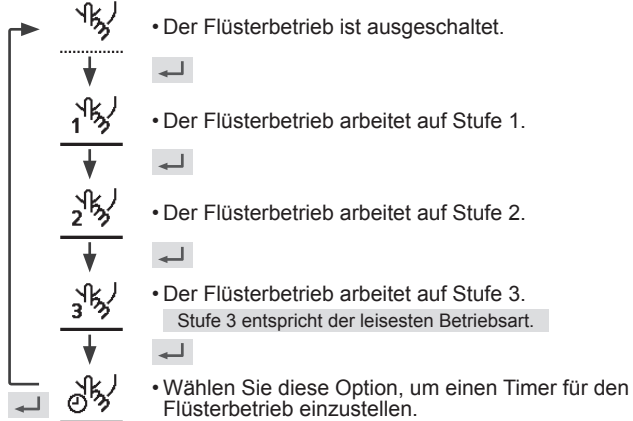 • Der Flüsterbetrieb ist ausgeschaltet.
1
• Der Flüsterbetrieb arbeitet auf Stufe 1.
2
• Der Flüsterbetrieb arbeitet auf Stufe 2.
3
• Der Flüsterbetrieb arbeitet auf Stufe 3.
Stufe 3 entspricht der leisesten Betriebsart.
• Wählen Sie diese Option, um einen Timer für den
Flüsterbetrieb einzustellen.